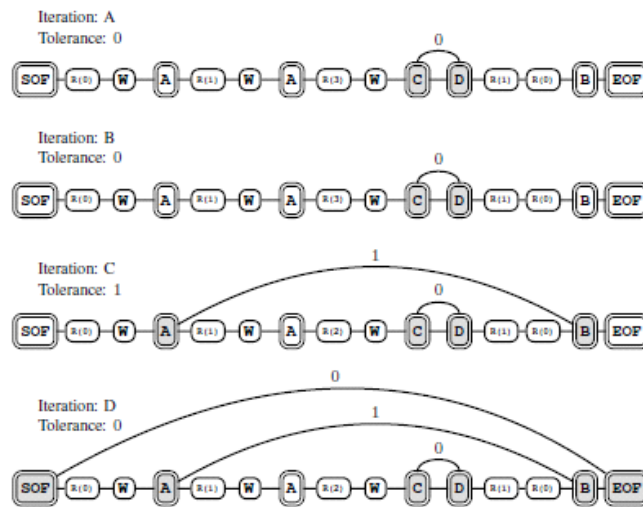 Iteration: A
Tolerance: 0
0
SOF R(0) W A R(1) W A R(3) W C D R(1) R(0) B EOF
Iteration: B
Tolerance: 0
0
SOF R(0) W A R(1) W A R(3) W C D R(1) R(0) B EOF
Iteration: C
Tolerance: 1
1
0
SOF R(0) W A R(1) W A R(2) W C D R(1) R(0) B EOF
0
Iteration: D
Tolerance: 0
1
0
SOF R(0) W A R(1) W A R(2) W C D R(1) R(0) B EOF